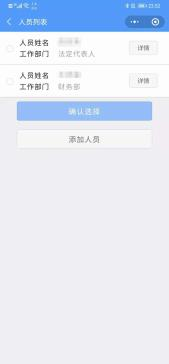 23:52
人员列表
人员姓名
工作部门 法定代表人
详情
人员姓名
工作部门 财务部
详情
确认选择
添加人员